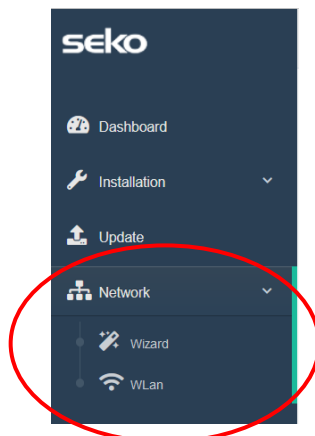 seko
Dashboard
Installation
Update
Network
Wizard
WLan